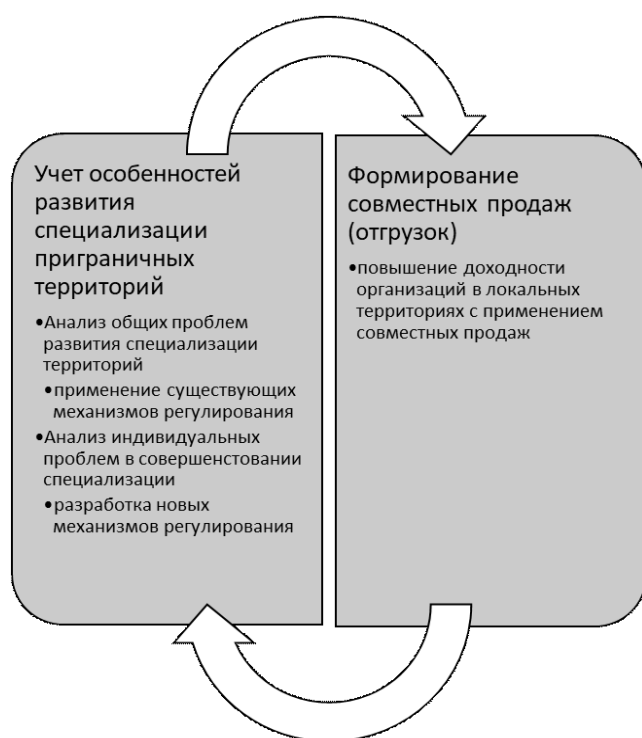 Учет особенностей
развития
специализации
приграничных
территорий
•Анализ общих проблем
развития специализации
территорий
•применение существующих
механизмов регулирования
•Анализ индивидуальных
проблем в совершенстовании
специализации
•разработка новых
механизмов регулирования
Формирование
совместных продаж
(отгрузок)
•повышение доходности
организаций в локальных
территориях с применением
совместных продаж